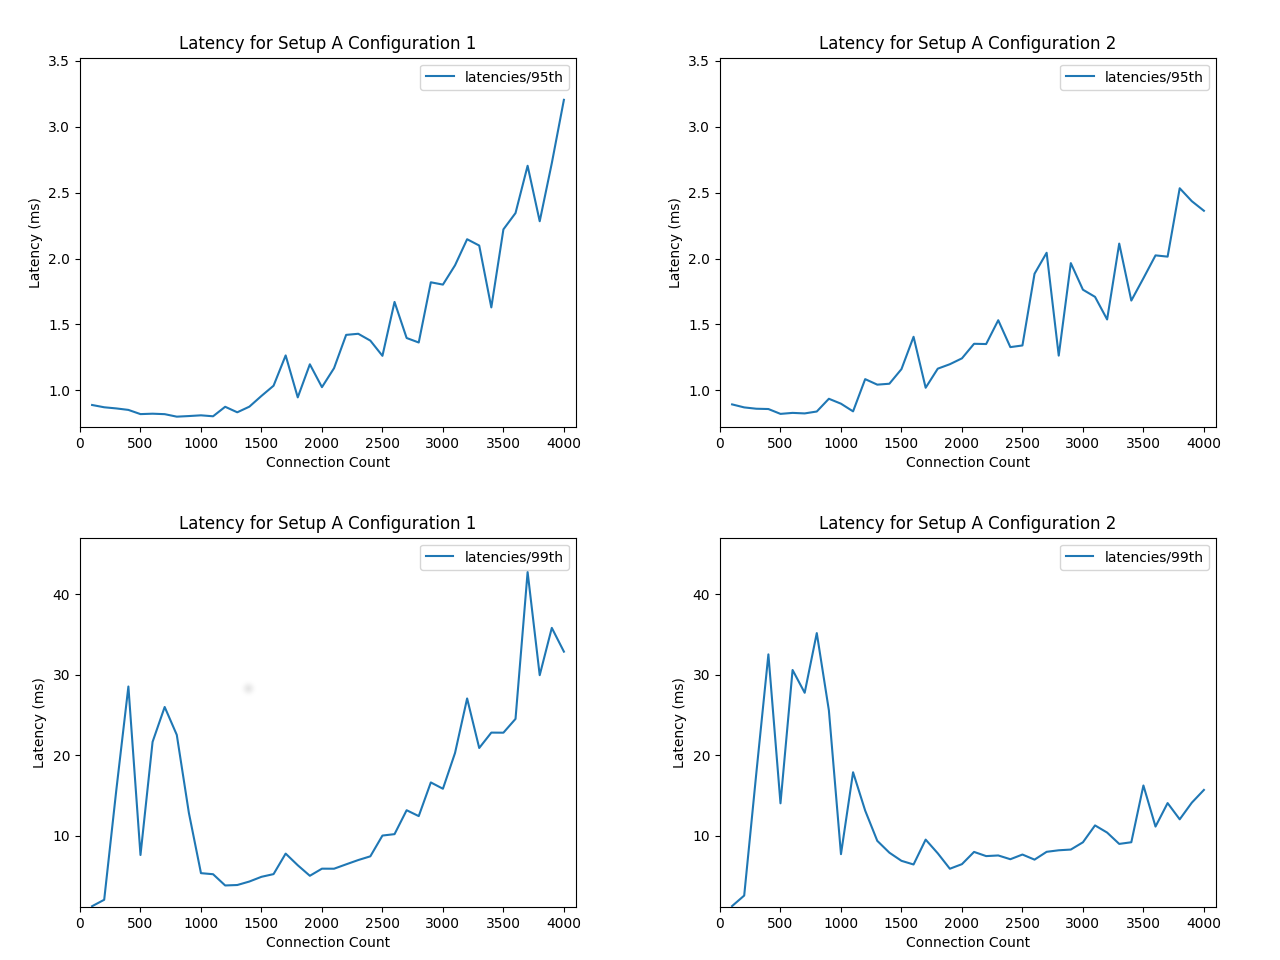 Latency for Setup A Configuration 1
latencies/95th
3.5
3.0
2.5
2.0
1.5
1.0
Latency (ms)
0 500 1000 1500 2000 2500 3000 3500 4000
Connection Count
Latency for Setup A Configuration 2
latencies/95th
3.5
3.0
2.5
2.0
1.5
1.0
Latency (ms)
0 500 1000 1500 2000 2500 3000 3500 4000
Connection Count
Latency for Setup A Configuration 1
latencies/99th
40
30
20
10
Latency (ms)
0 500 1000 1500 2000 2500 3000 3500 4000
Connection Count
Latency for Setup A Configuration 2
latencies/99th
40
30
20
10
Latency (ms)
0 500 1000 1500 2000 2500 3000 3500 4000
Connection Count